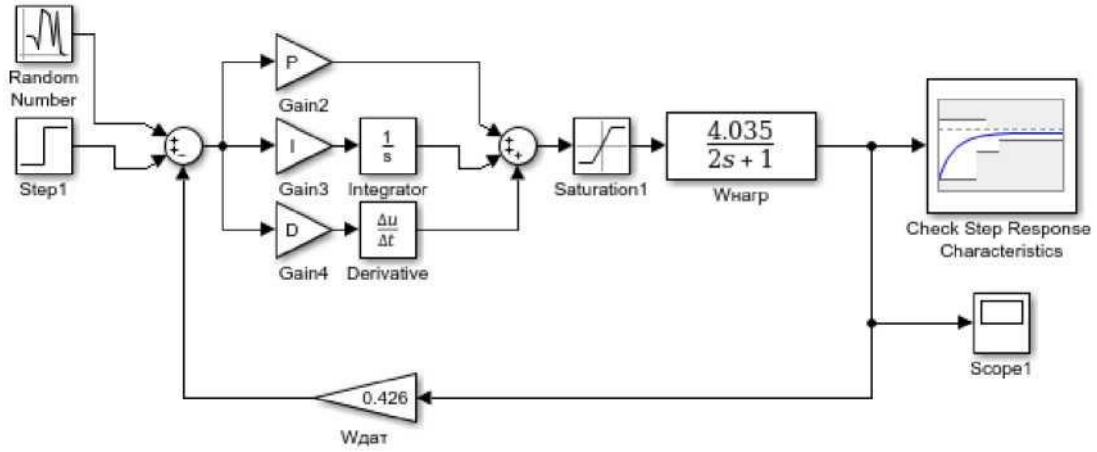 Random
Number
Step1
P
Gain2
I
Gain3
D
Gain4
1
s
Integrator
Δu
Δt
Derivative
Saturation1
4.035
2s + 1
Wнагр
Check Step Response
Characteristics
Scope1
0.426
Wдат